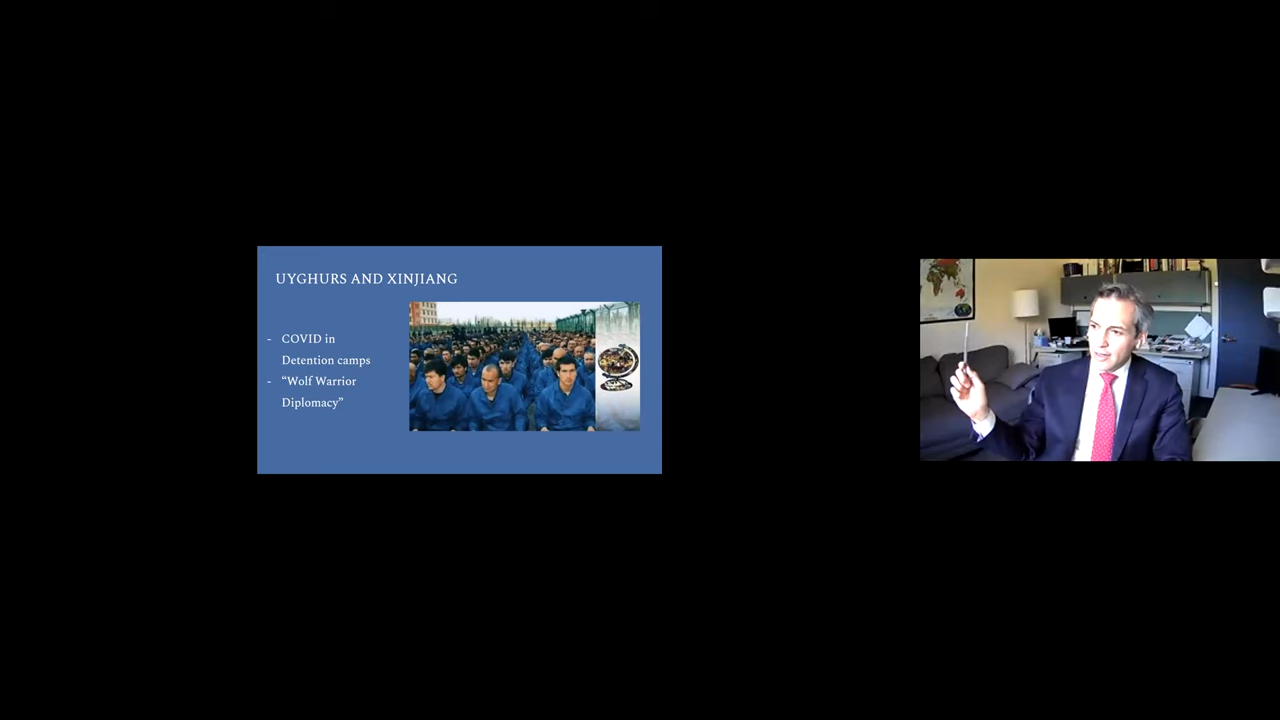 UYGHURS AND XINJIANG
- COVID in
Detention camps
- “Wolf Warrior
Diplomacy”